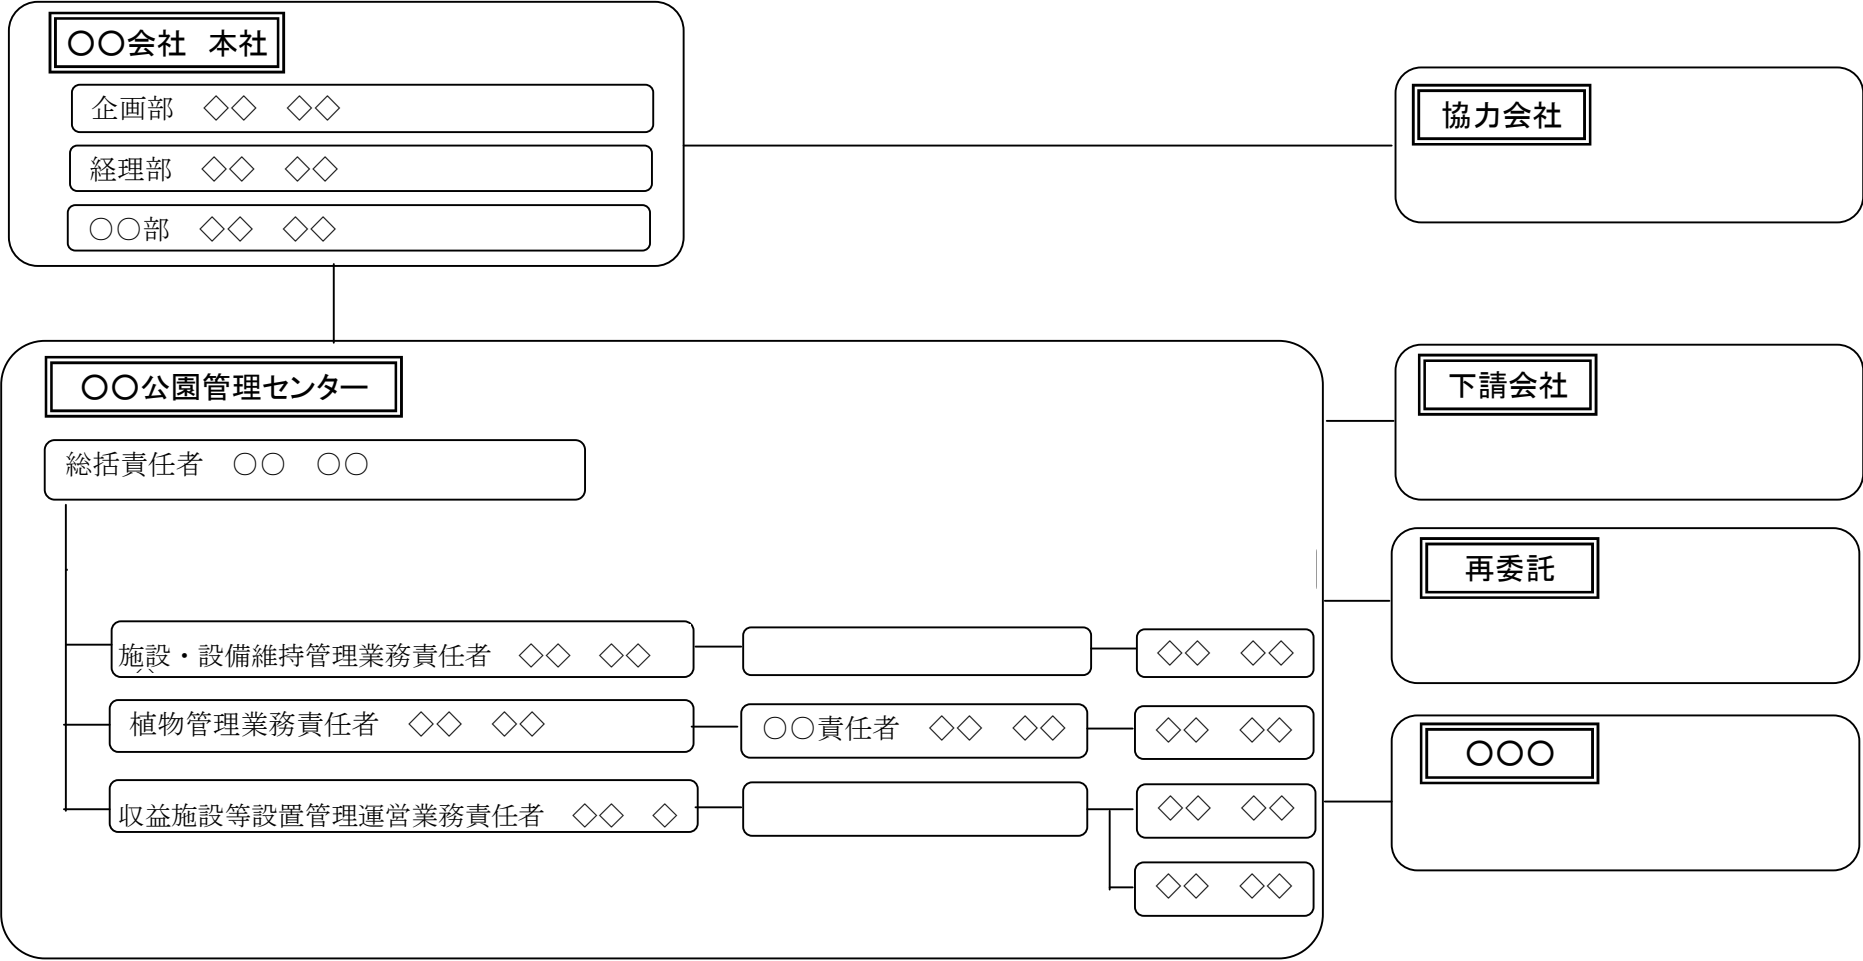 〇〇会社　本社
企画部　◇◇　◇◇
経理部　◇◇　◇◇
〇〇部　◇◇　◇◇
協力会社
〇〇公園管理センター
総括責任者　〇〇　〇〇
下請会社
再委託
施設・設備維持管理業務責任者　◇◇　◇◇
◇◇　◇◇
植物管理業務責任者　◇◇　◇◇
〇〇責任者　◇◇　◇◇
◇◇　◇◇
〇〇〇
収益施設等設置管理運営業務責任者　◇◇　◇
◇◇　◇◇
◇◇　◇◇